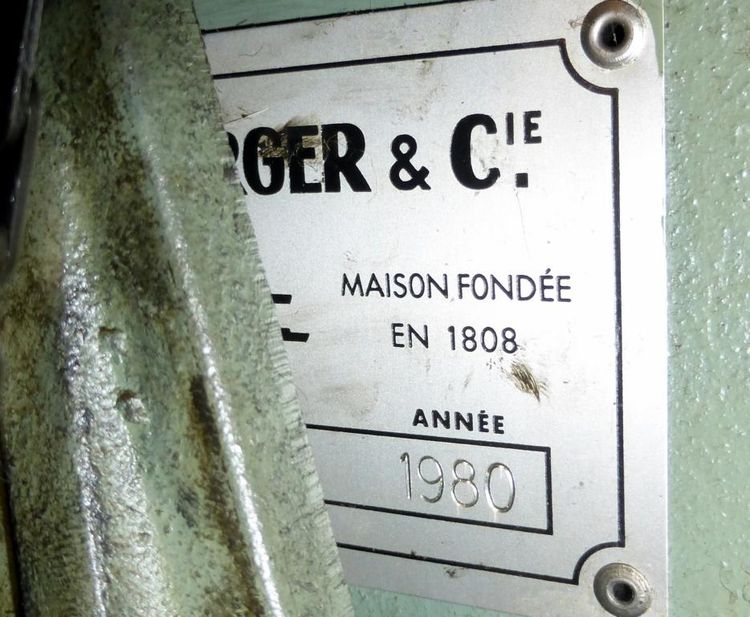 RGER & CIE.
MAISON FONDÉE
EN 1808
ANNÉE
1980